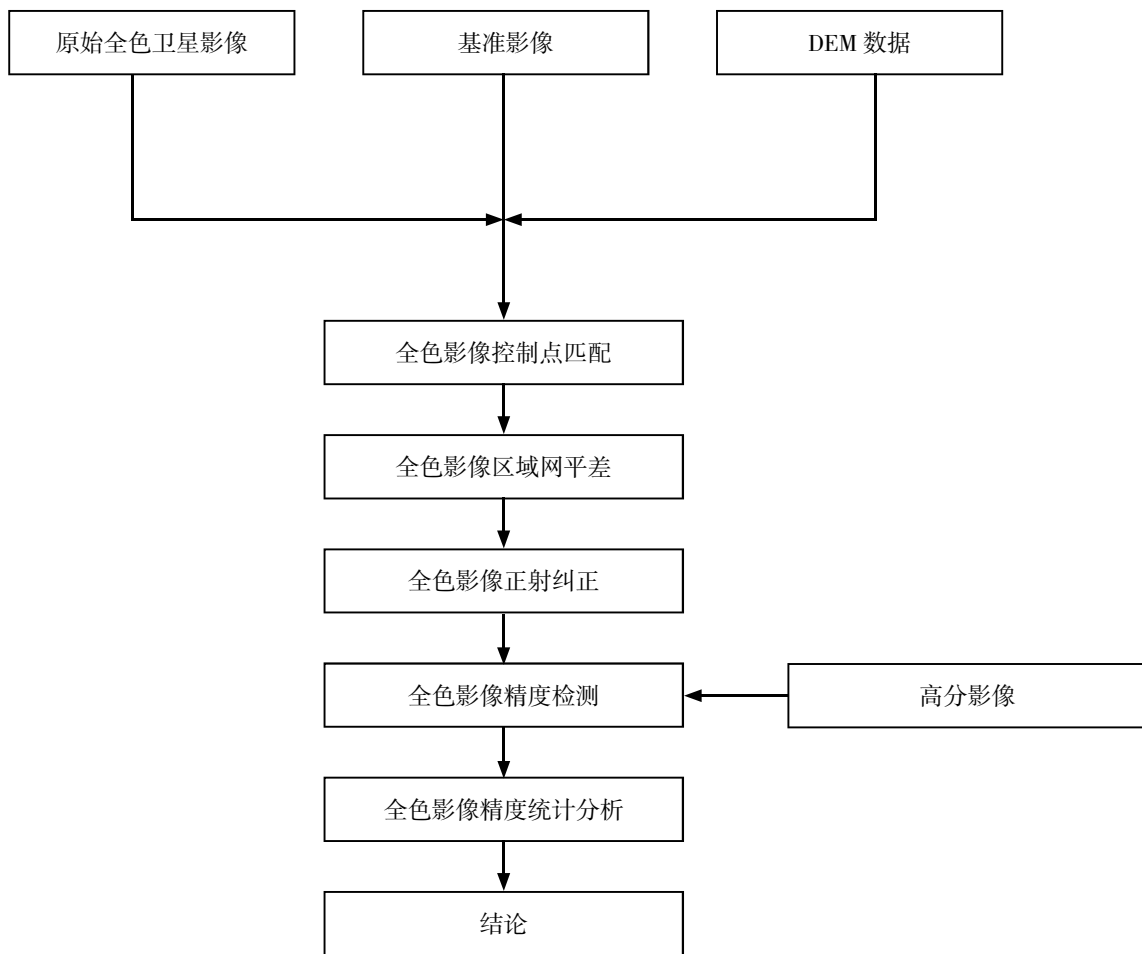 原始全色卫星影像
基准影像
DEM 数据
全色影像控制点匹配
全色影像区域网平差
全色影像正射纠正
全色影像精度检测
高分影像
全色影像精度统计分析
结论